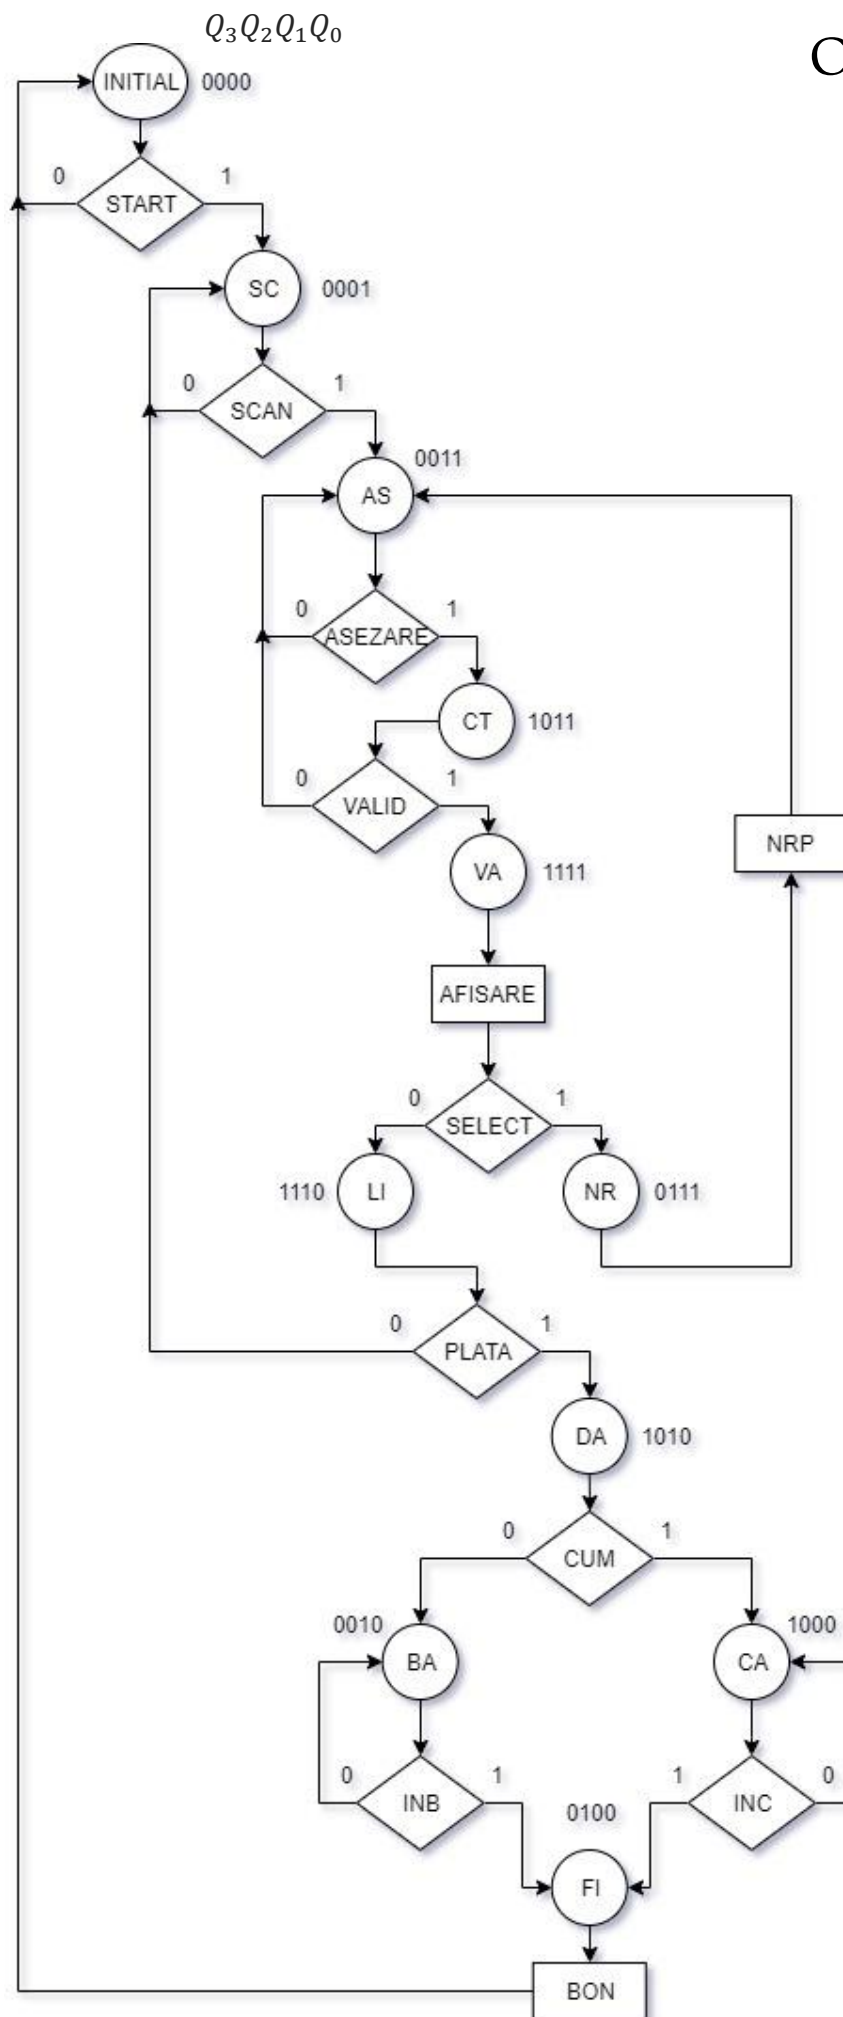 Q₃Q₂Q₁Q₀
O
INITIAL 0000
0 1
START
SC 0001
0 1
SCAN
0011
AS
0 1
ASEZARE
CT 1011
0 1
VALID
NRP
VA 1111
AFISARE
0 1
SELECT
1110 LI NR 0111
0 1
PLATA
DA 1010
0 1
CUM
0010 1000
BA CA
0 1 1 0
INB INC
0100
FI
BON